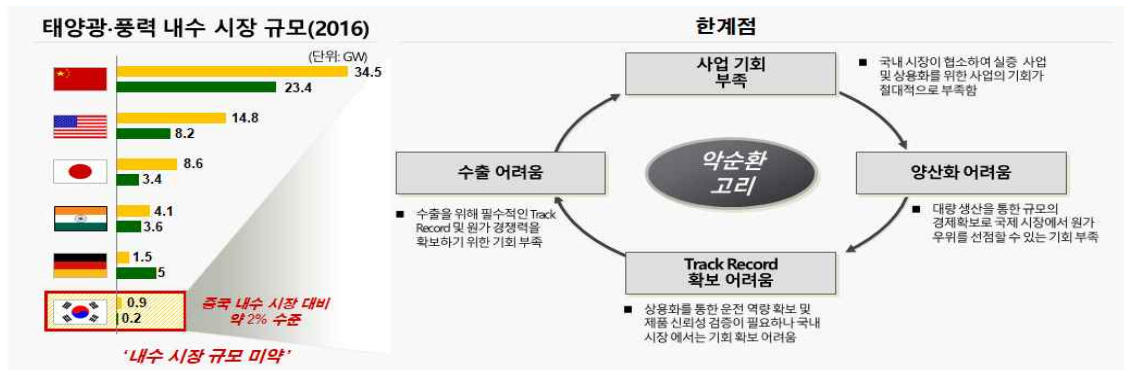 태양광·풍력 내수 시장 규모(2016)
(단위: GW)
34.5
23.4
14.8
8.2
8.6
3.4
4.1
3.6
1.5
5
0.9
0.2
중국 내수 시장 대비
약 2% 수준
‘내수 시장 규모 미약’
한계점
사업 기회
부족
■ 국내 시장이 협소하여 실증 사업
및 상용화를 위한 사업의 기회가
절대적으로 부족함
악순환
고리
양산화 어려움
■ 대량 생산을 통한 규모의
경제확보로 국제 시장에서 원가
우위를 선점할 수 있는 기회 부족
Track Record
확보 어려움
■ 상용화를 통한 운전 역량 확보 및
제품 신뢰성 검증이 필요하나 국내
시장 에서는 기회 확보 어려움
수출 어려움
■ 수출을 위해 필수적인 Track
Record 및 원가 경쟁력을
확보하기 위한 기회 부족